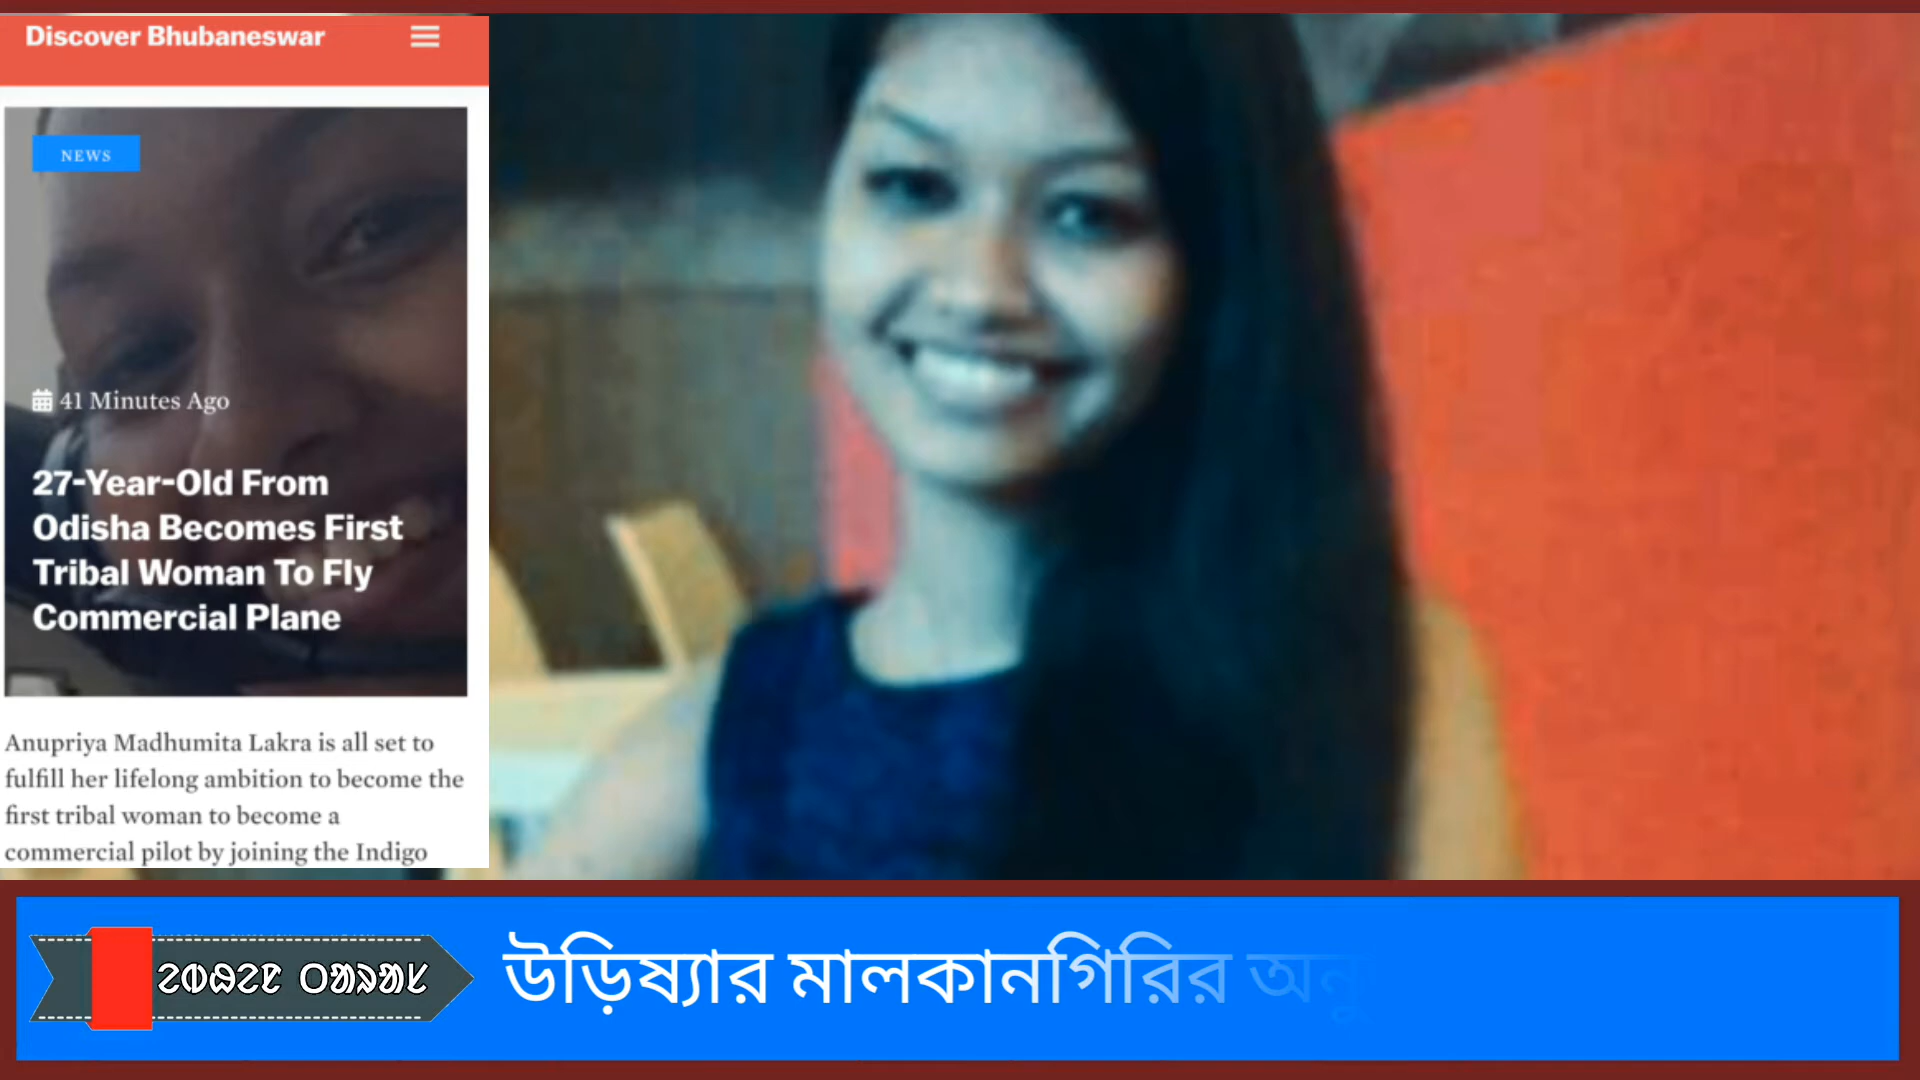 Discover Bhubaneswar
NEWS
41 Minutes Ago
27-Year-Old From
Odisha Becomes First
Tribal Woman To Fly
Commercial Plane
Anupriya Madhumita Lakra is all set to
fulfill her lifelong ambition to become the
first tribal woman to become a
commercial pilot by joining the Indigo
উড়িষ্যার মালকানগিরির অনু